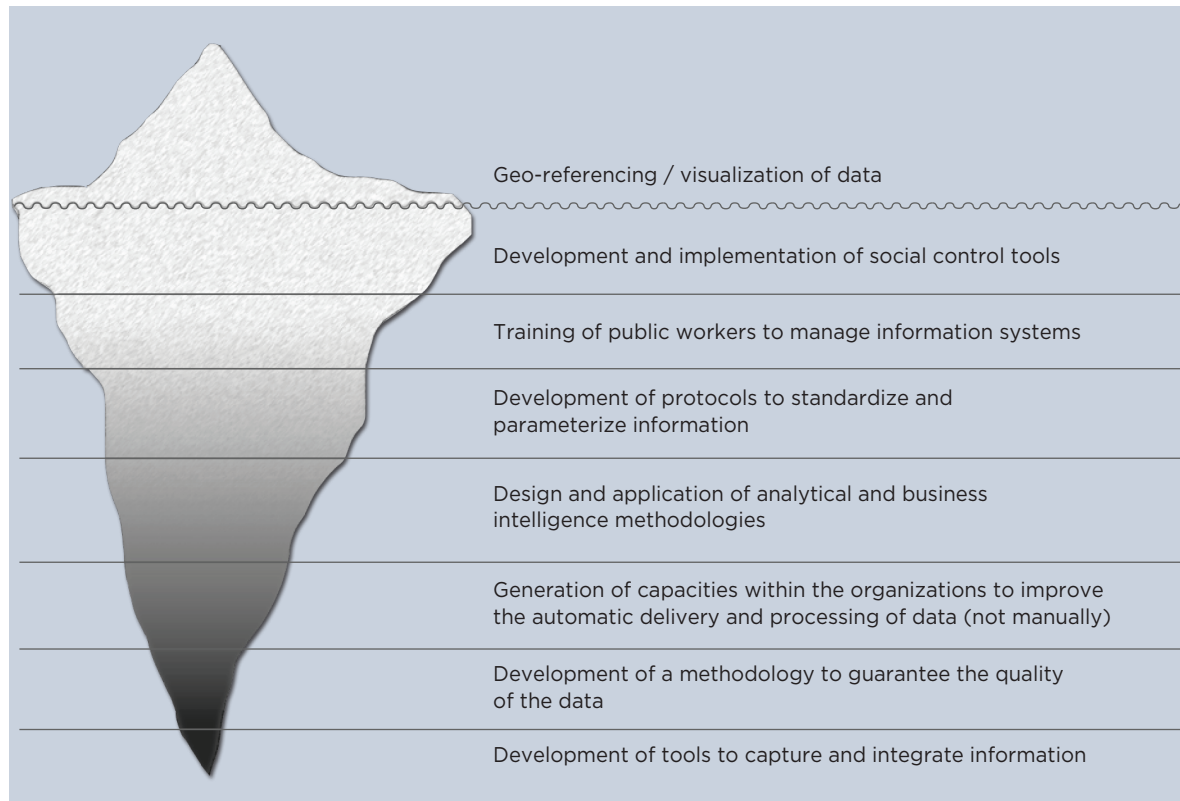 Geo-referencing / visualization of data
Development and implementation of social control tools
Training of public workers to manage information systems
Development of protocols to standardize and
parameterize information
Design and application of analytical and business
intelligence methodologies
Generation of capacities within the organizations to improve
the automatic delivery and processing of data (not manually)
Development of a methodology to guarantee the quality
of the data
Development of tools to capture and integrate information